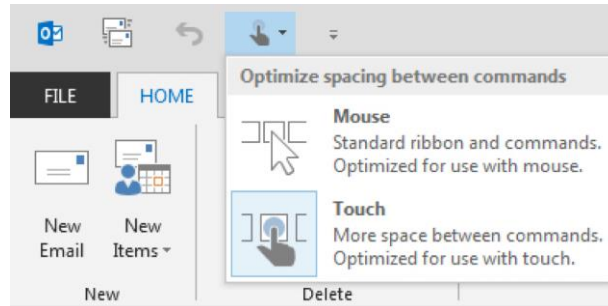 Optimize spacing between commands
FILE
HOME
Mouse
Standard ribbon and commands.
Optimized for use with mouse.
Touch
More space between commands.
Optimized for use with touch.
New
Email
New
Items
New
Delete